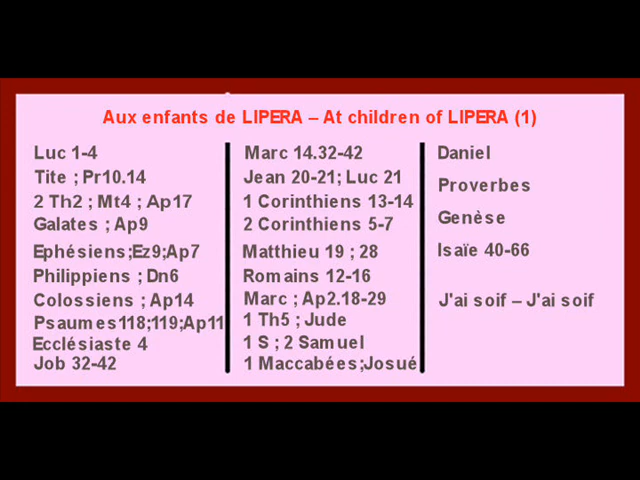 Aux enfants de LIPERA – At children of LIPERA (1)
Luc 1-4
Tite ; Pr10.14
2 Th2 ; Mt4 ; Ap17
Galates ; Ap9
Ephésiens;Ez9;Ap7
Philippiens ; Dn6
Colossiens ; Ap14
Psaumes118;119;Ap11
Ecclésiaste 4
Job 32-42
Marc 14.32-42
Jean 20-21; Luc 21
1 Corinthiens 13-14
2 Corinthiens 5-7
Matthieu 19 ; 28
Romains 12-16
Marc ; Ap2.18-29
1 Th5 ; Jude
1 S ; 2 Samuel
1 Maccabées;Josué
Daniel
Proverbes
Genèse
Isaïe 40-66
J'ai soif – J'ai soif